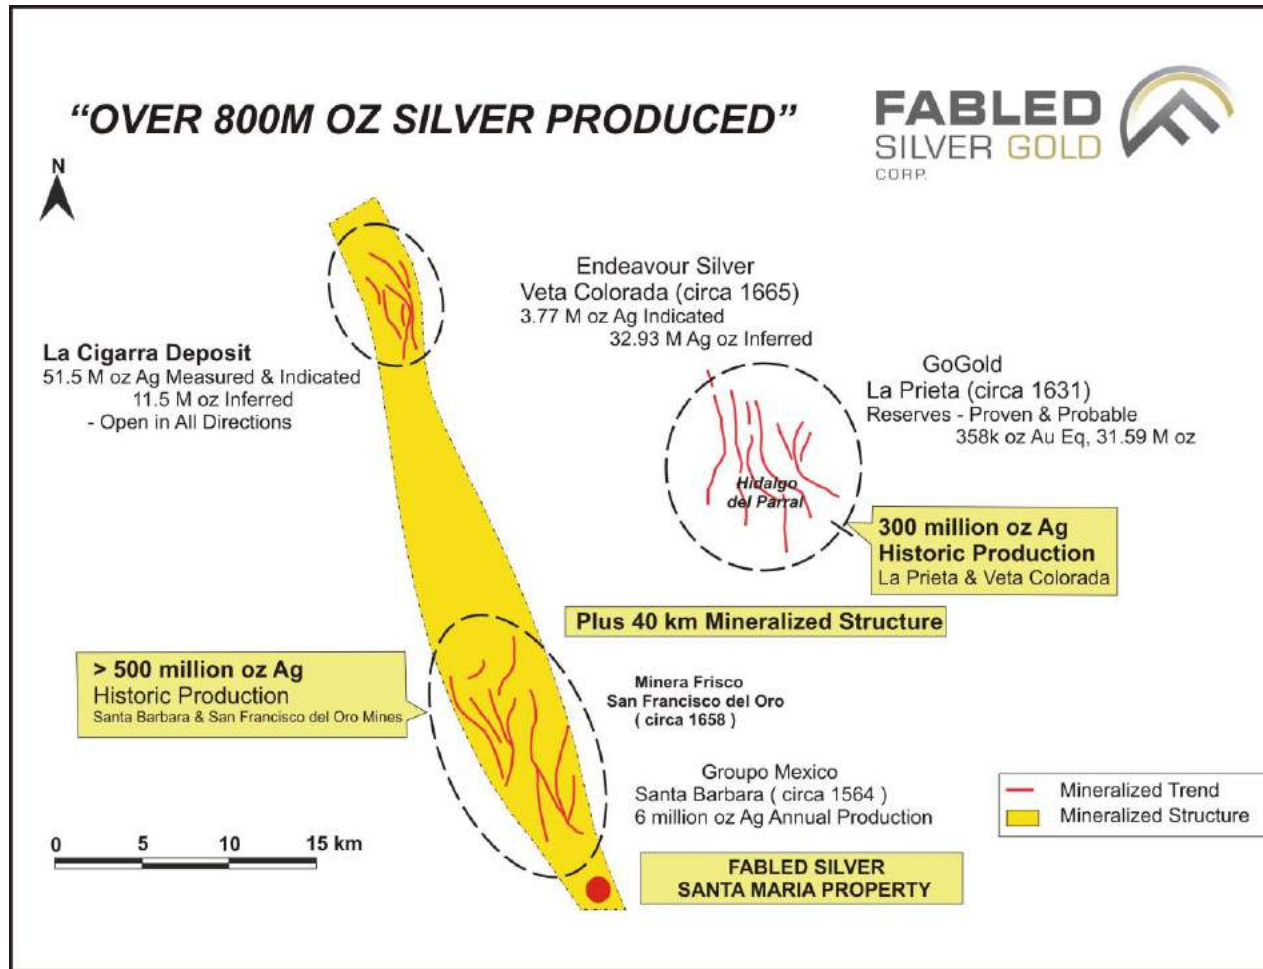 "OVER 800M OZ SILVER PRODUCED"
FABLED
SILVER GOLD
CORP.
N
Endeavour Silver
Veta Colorada (circa 1665)
3.77 M oz Ag Indicated
32.93 M Ag oz Inferred
La Cigarra Deposit
51.5 M oz Ag Measured & Indicated
11.5 M oz Inferred
- Open in All Directions
GoGold
La Prieta (circa 1631)
Reserves - Proven & Probable
358k oz Au Eq, 31.59 M oz
Hidalgo
del Parral
300 million oz Ag
Historic Production
La Prieta & Veta Colorada
Plus 40 km Mineralized Structure
> 500 million oz Ag
Historic Production
Santa Barbara & San Francisco del Oro Mines
Minera Frisco
San Francisco del Oro
( circa 1658 )
Groupo Mexico
Santa Barbara ( circa 1564 )
6 million oz Ag Annual Production
Mineralized Trend
Mineralized Structure
0 5 10 15 km
FABLED SILVER
SANTA MARIA PROPERTY